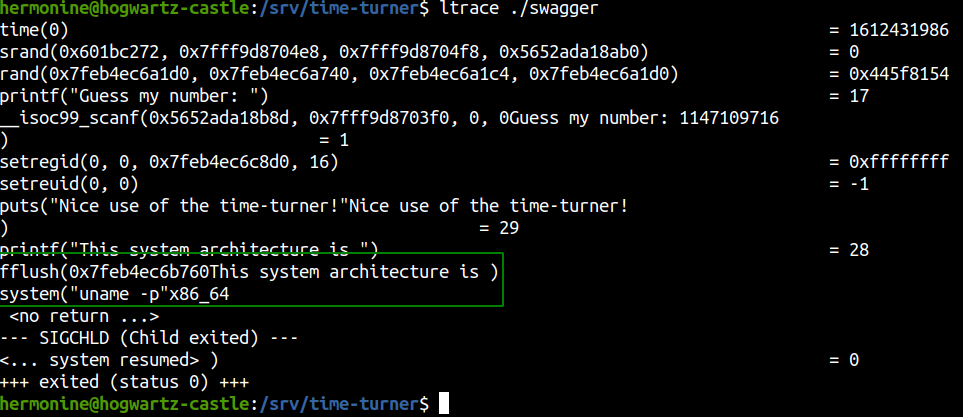 hermonine@hogwartz-castle:/srv/time-turner$ ltrace ./swagger
time(0) = 1612431986
srand(0x601bc272, 0x7fff9d8704e8, 0x7fff9d8704f8, 0x5652ada18ab0) = 0
rand(0x7feb4ec6a1d0, 0x7feb4ec6a740, 0x7feb4ec6a1c4, 0x7feb4ec6a1d0) = 0x445f8154
printf("Guess my number: ") = 17
__isoc99_scanf(0x5652ada18b8d, 0x7fff9d8703f0, 0, 0Guess my number: 1147109716
) = 1
setregid(0, 0, 0x7feb4ec6c8d0, 16) = 0xffffffff
setreuid(0, 0) = -1
puts("Nice use of the time-turner!"Nice use of the time-turner!
) = 29
printf("This system architecture is ") = 28
fflush(0x7feb4ec6b760This system architecture is )
system("uname -p"x86_64
<no return ...>
--- SIGCHLD (Child exited) ---
<... system resumed> ) = 0
+++ exited (status 0) +++
hermonine@hogwartz-castle:/srv/time-turner$